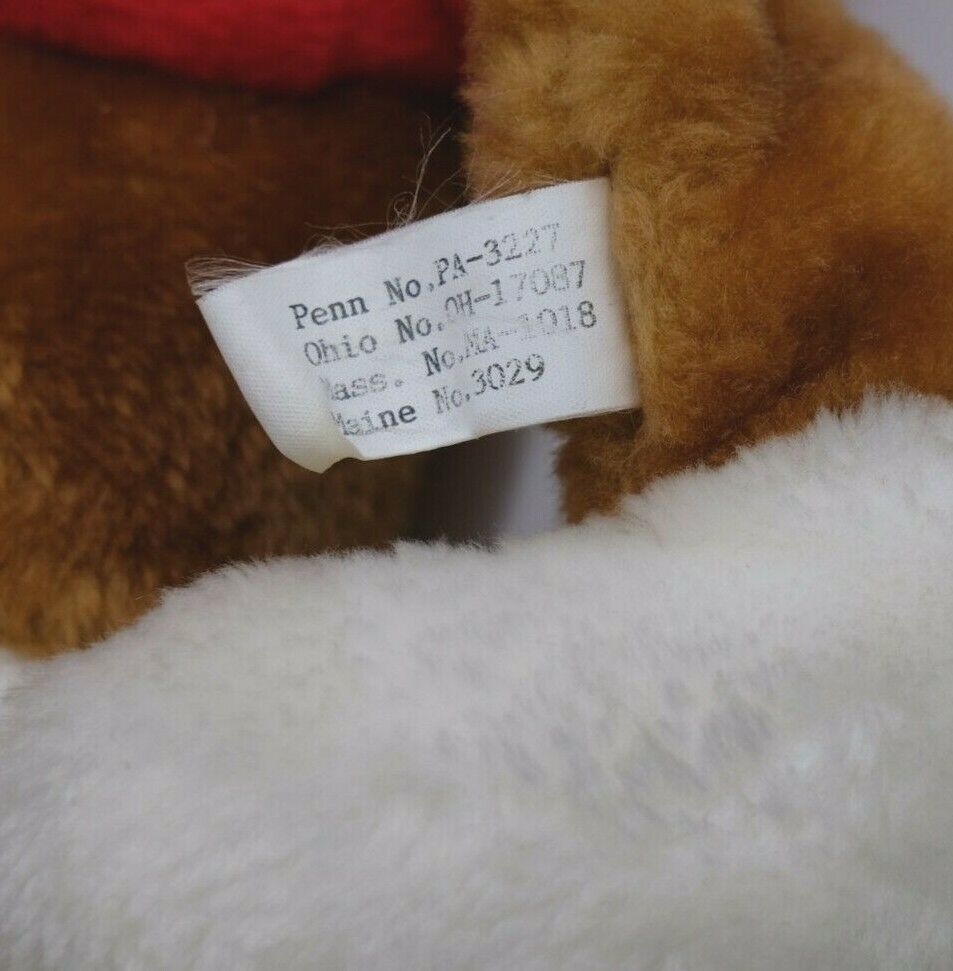 Penn No.PA-3227
Ohio No.OH-17087
Mass. No.MA-1018
Maine No.3029